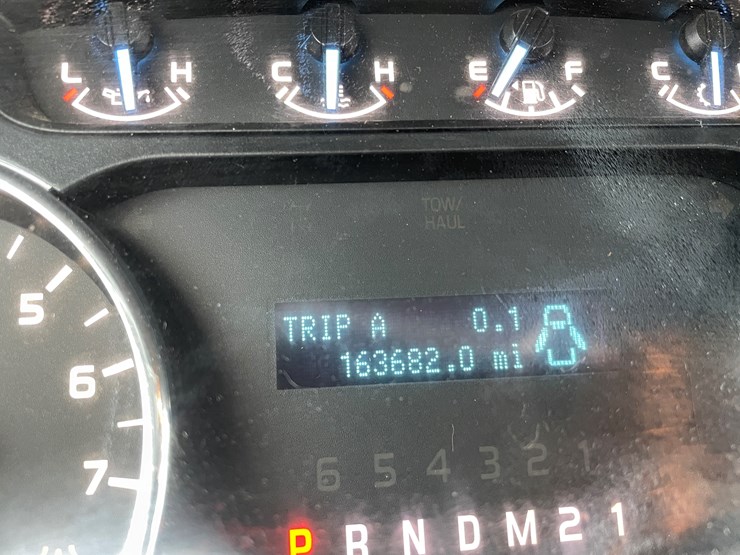 L H C H E F C
TOW/
HAUL
5
6
7
TRIP A 0.1
163682.0 mi
6 5 4 3 2 1
P R N D M 2 1